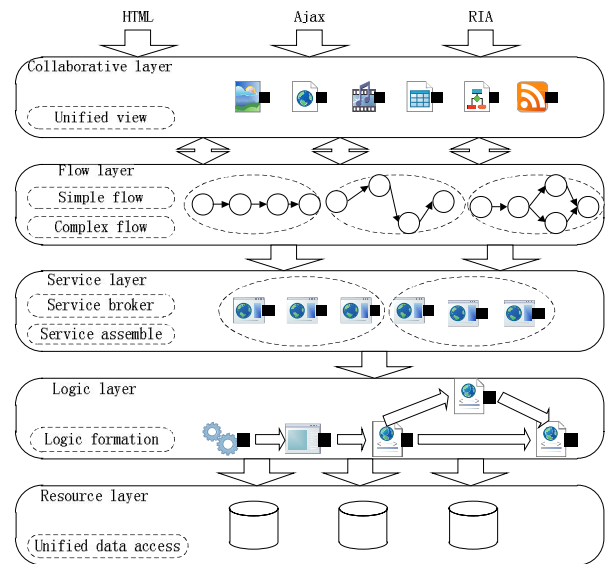 HTML
Ajax
RIA
Collaborative layer
Unified view
Flow layer
Simple flow
Complex flow
Service layer
Service broker
Service assemble
Logic layer
Logic formation
Resource layer
Unified data access